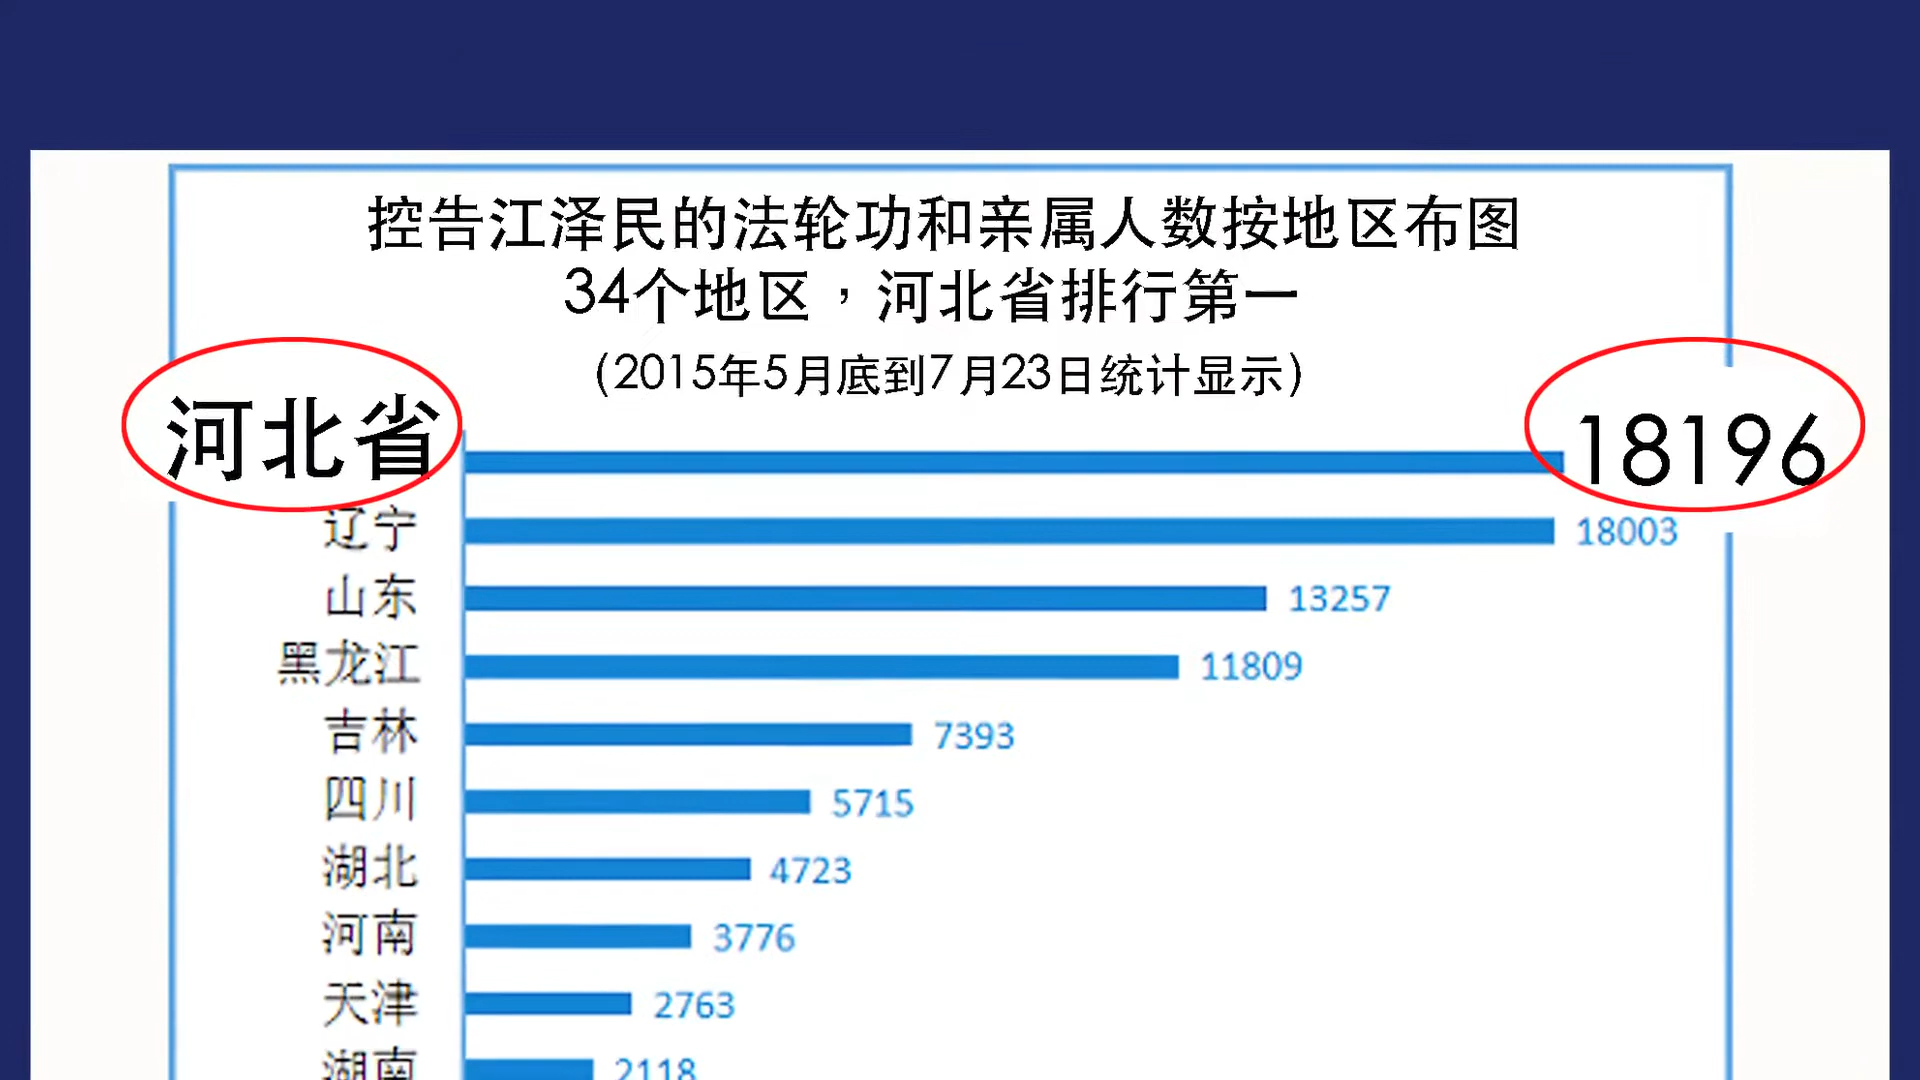 控告江泽民的法轮功和亲属人数按地区布图
34个地区，河北省排行第一
(2015年5月底到7月23日统计显示)
河北省 18196
辽宁 18003
山东 13257
黑龙江 11809
吉林 7393
四川 5715
湖北 4723
河南 3776
天津 2763
湖南 2118